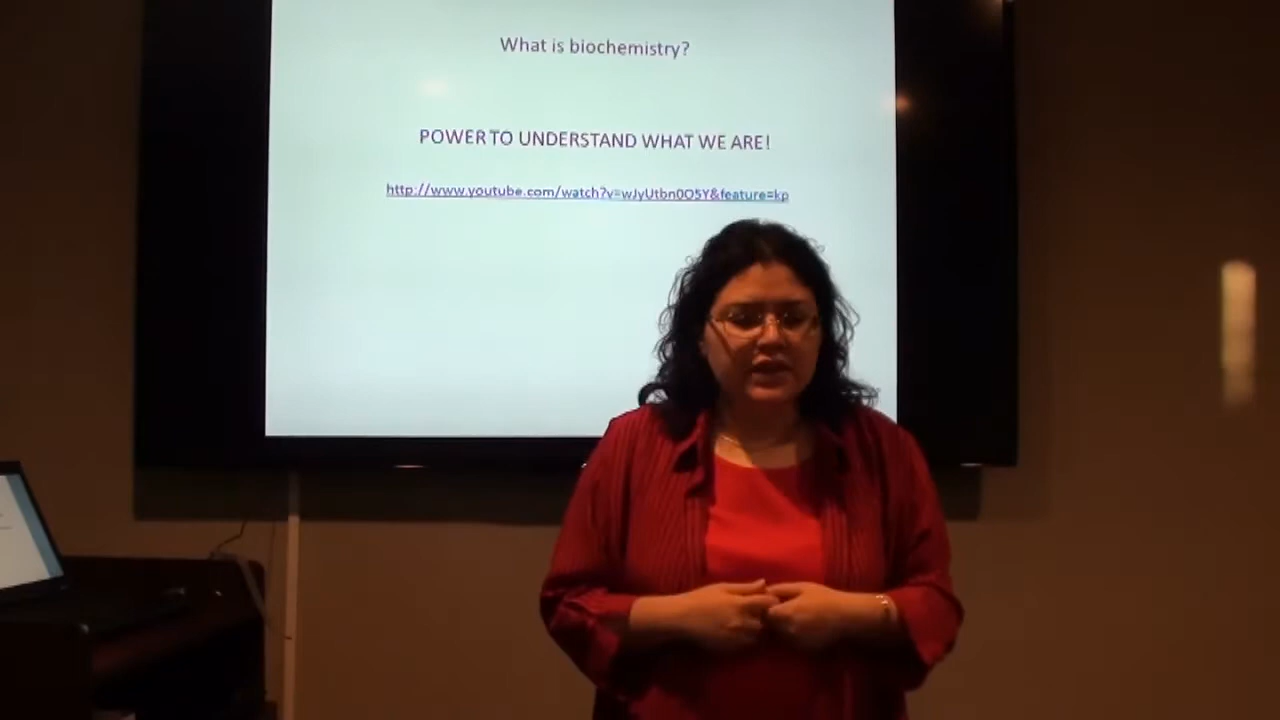 What is biochemistry?
POWER TO UNDERSTAND WHAT WE ARE!
http://www.youtube.com/watch?v=wJyUtbn0O5Y&feature=kp